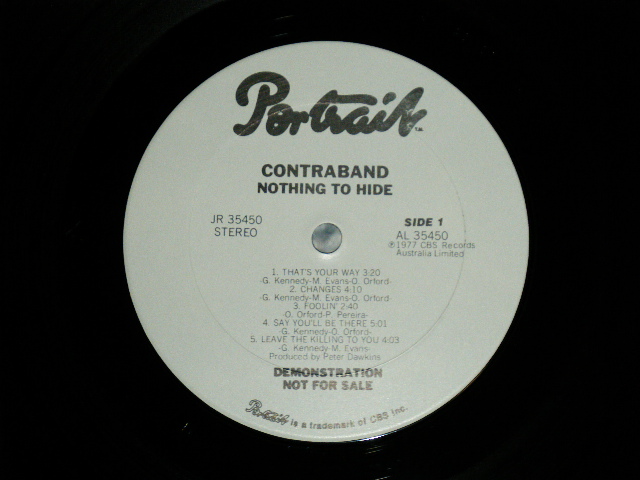 Portrait™
CONTRABAND
NOTHING TO HIDE
JR 35450
STEREO
SIDE 1
AL 35450
℗1977 CBS Records
Australia Limited
1. THAT'S YOUR WAY 3:20
-G. Kennedy-M. Evans-O. Orford-
2. CHANGES 4:10
-G. Kennedy-M. Evans-O. Orford-
3. FOOLIN' 2:40
-O. Orford-P. Pereira-
4. SAY YOU'LL BE THERE 5:01
-G. Kennedy-O. Orford-
5. LEAVE THE KILLING TO YOU 4:03
-G. Kennedy-M. Evans-
Produced by Peter Dawkins
DEMONSTRATION
NOT FOR SALE
Portrait is a trademark of CBS Inc.